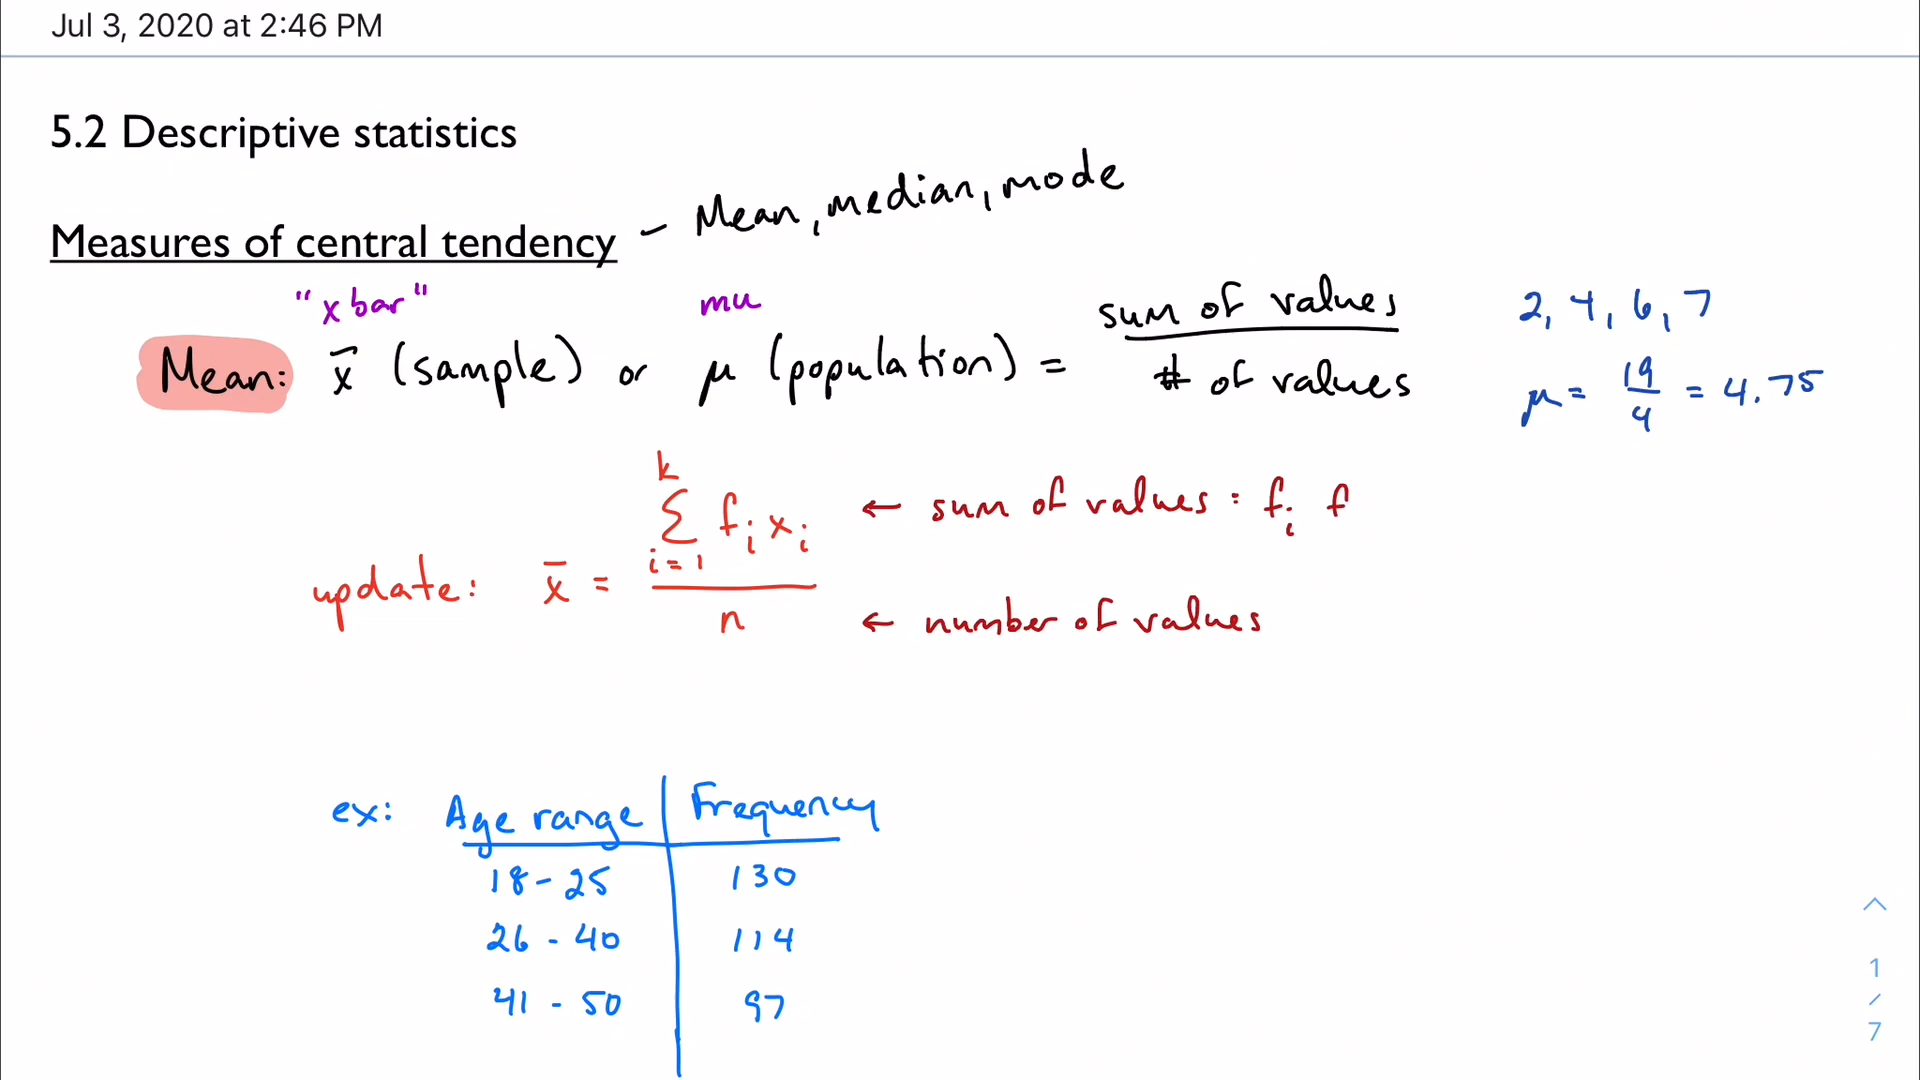 Jul 3, 2020 at 2:46 PM
5.2 Descriptive statistics
Measures of central tendency - Mean, median, mode
"x bar" mu
Mean: x̄ (sample) or μ (population) = sum of values / # of values
2, 4, 6, 7
μ = 19/4 = 4.75
update: x̄ = ∑_{i=1}^{k} f_i x_i / n
← sum of values : f_i f
← number of values
ex: Age range | Frequency
18 - 25 | 130
26 - 40 | 114
41 - 50 | 97
1
/
7